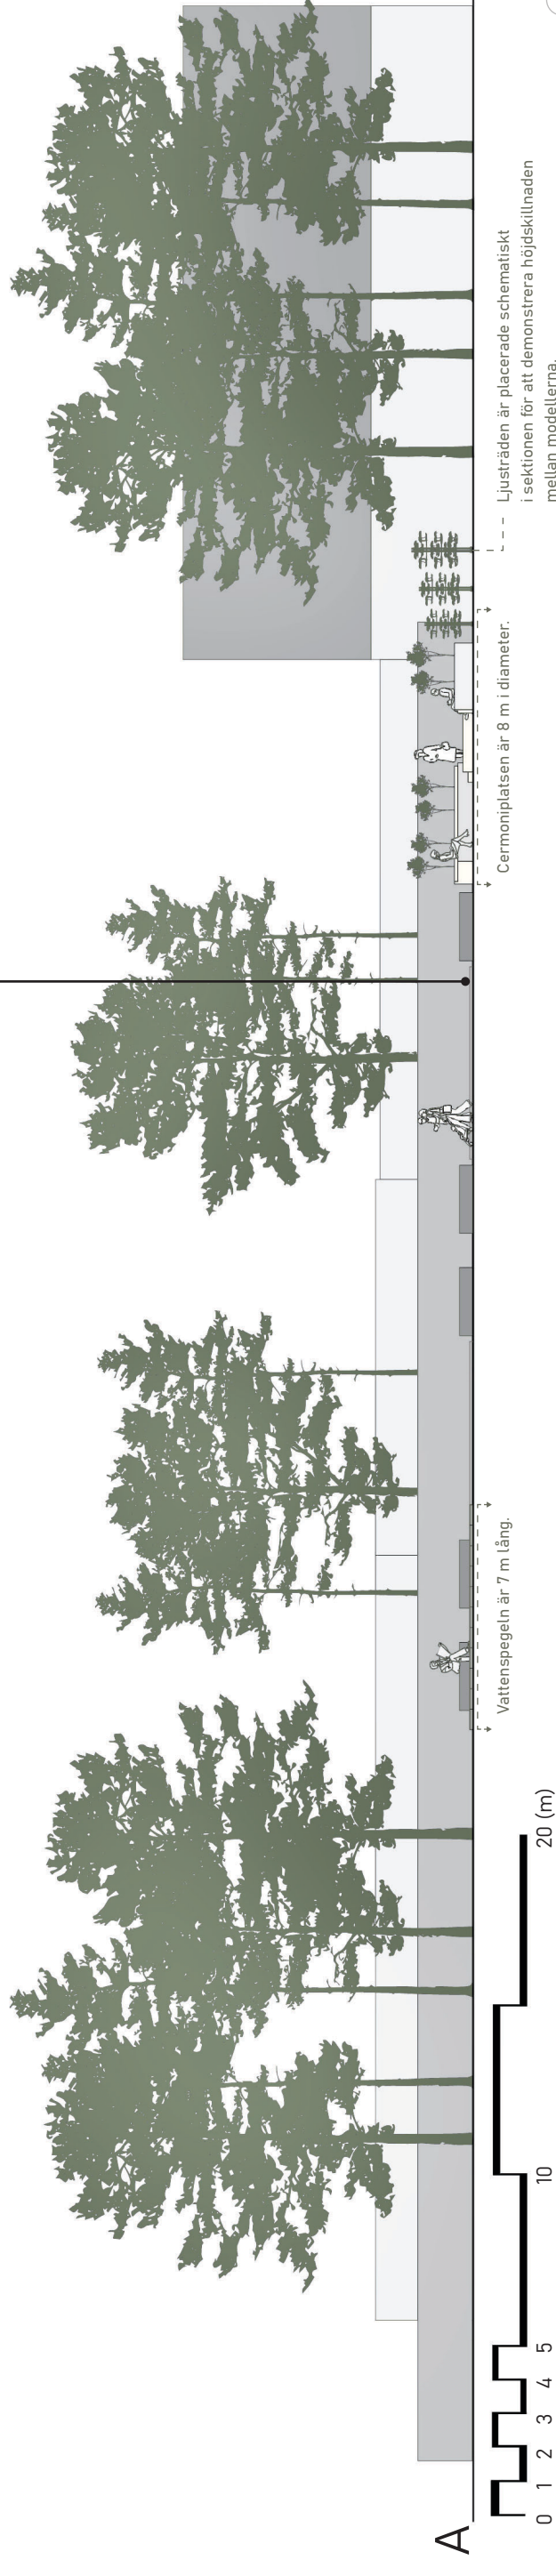 Ljusträden är placerade schematiskt
i sektionen för att demonstrera höjdskillnaden
mellan modellerna.
Cermoniplatsen är 8 m i diameter.
Vattenspegeln är 7 m lång.
A
0 1 2 3 4 5 10 20 (m)